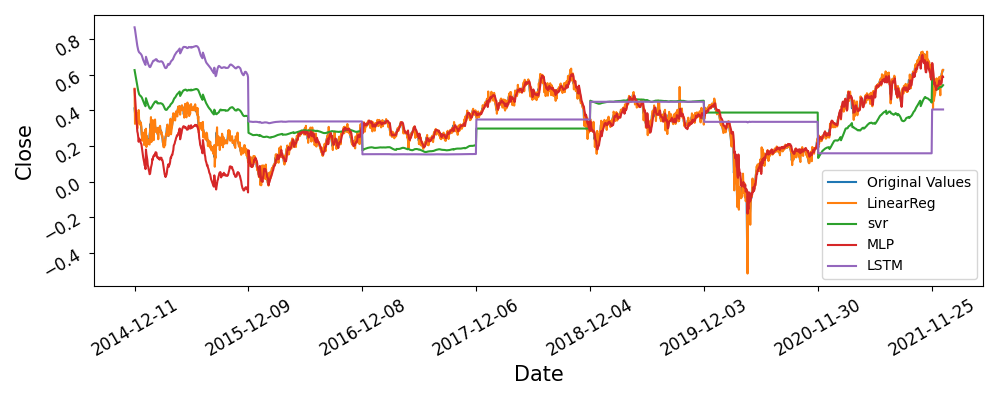 Close
0.8
0.6
0.4
0.2
0.0
−0.2
−0.4
Original Values
LinearReg
svr
MLP
LSTM
2014-12-11
2015-12-09
2016-12-08
2017-12-06
2018-12-04
2019-12-03
2020-11-30
2021-11-25
Date